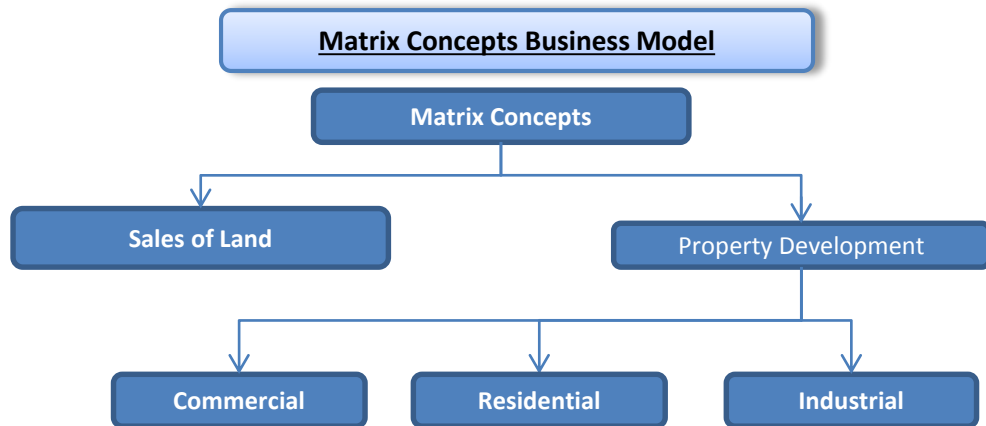 Matrix Concepts Business Model
Matrix Concepts
Sales of Land
Property Development
Commercial
Residential
Industrial